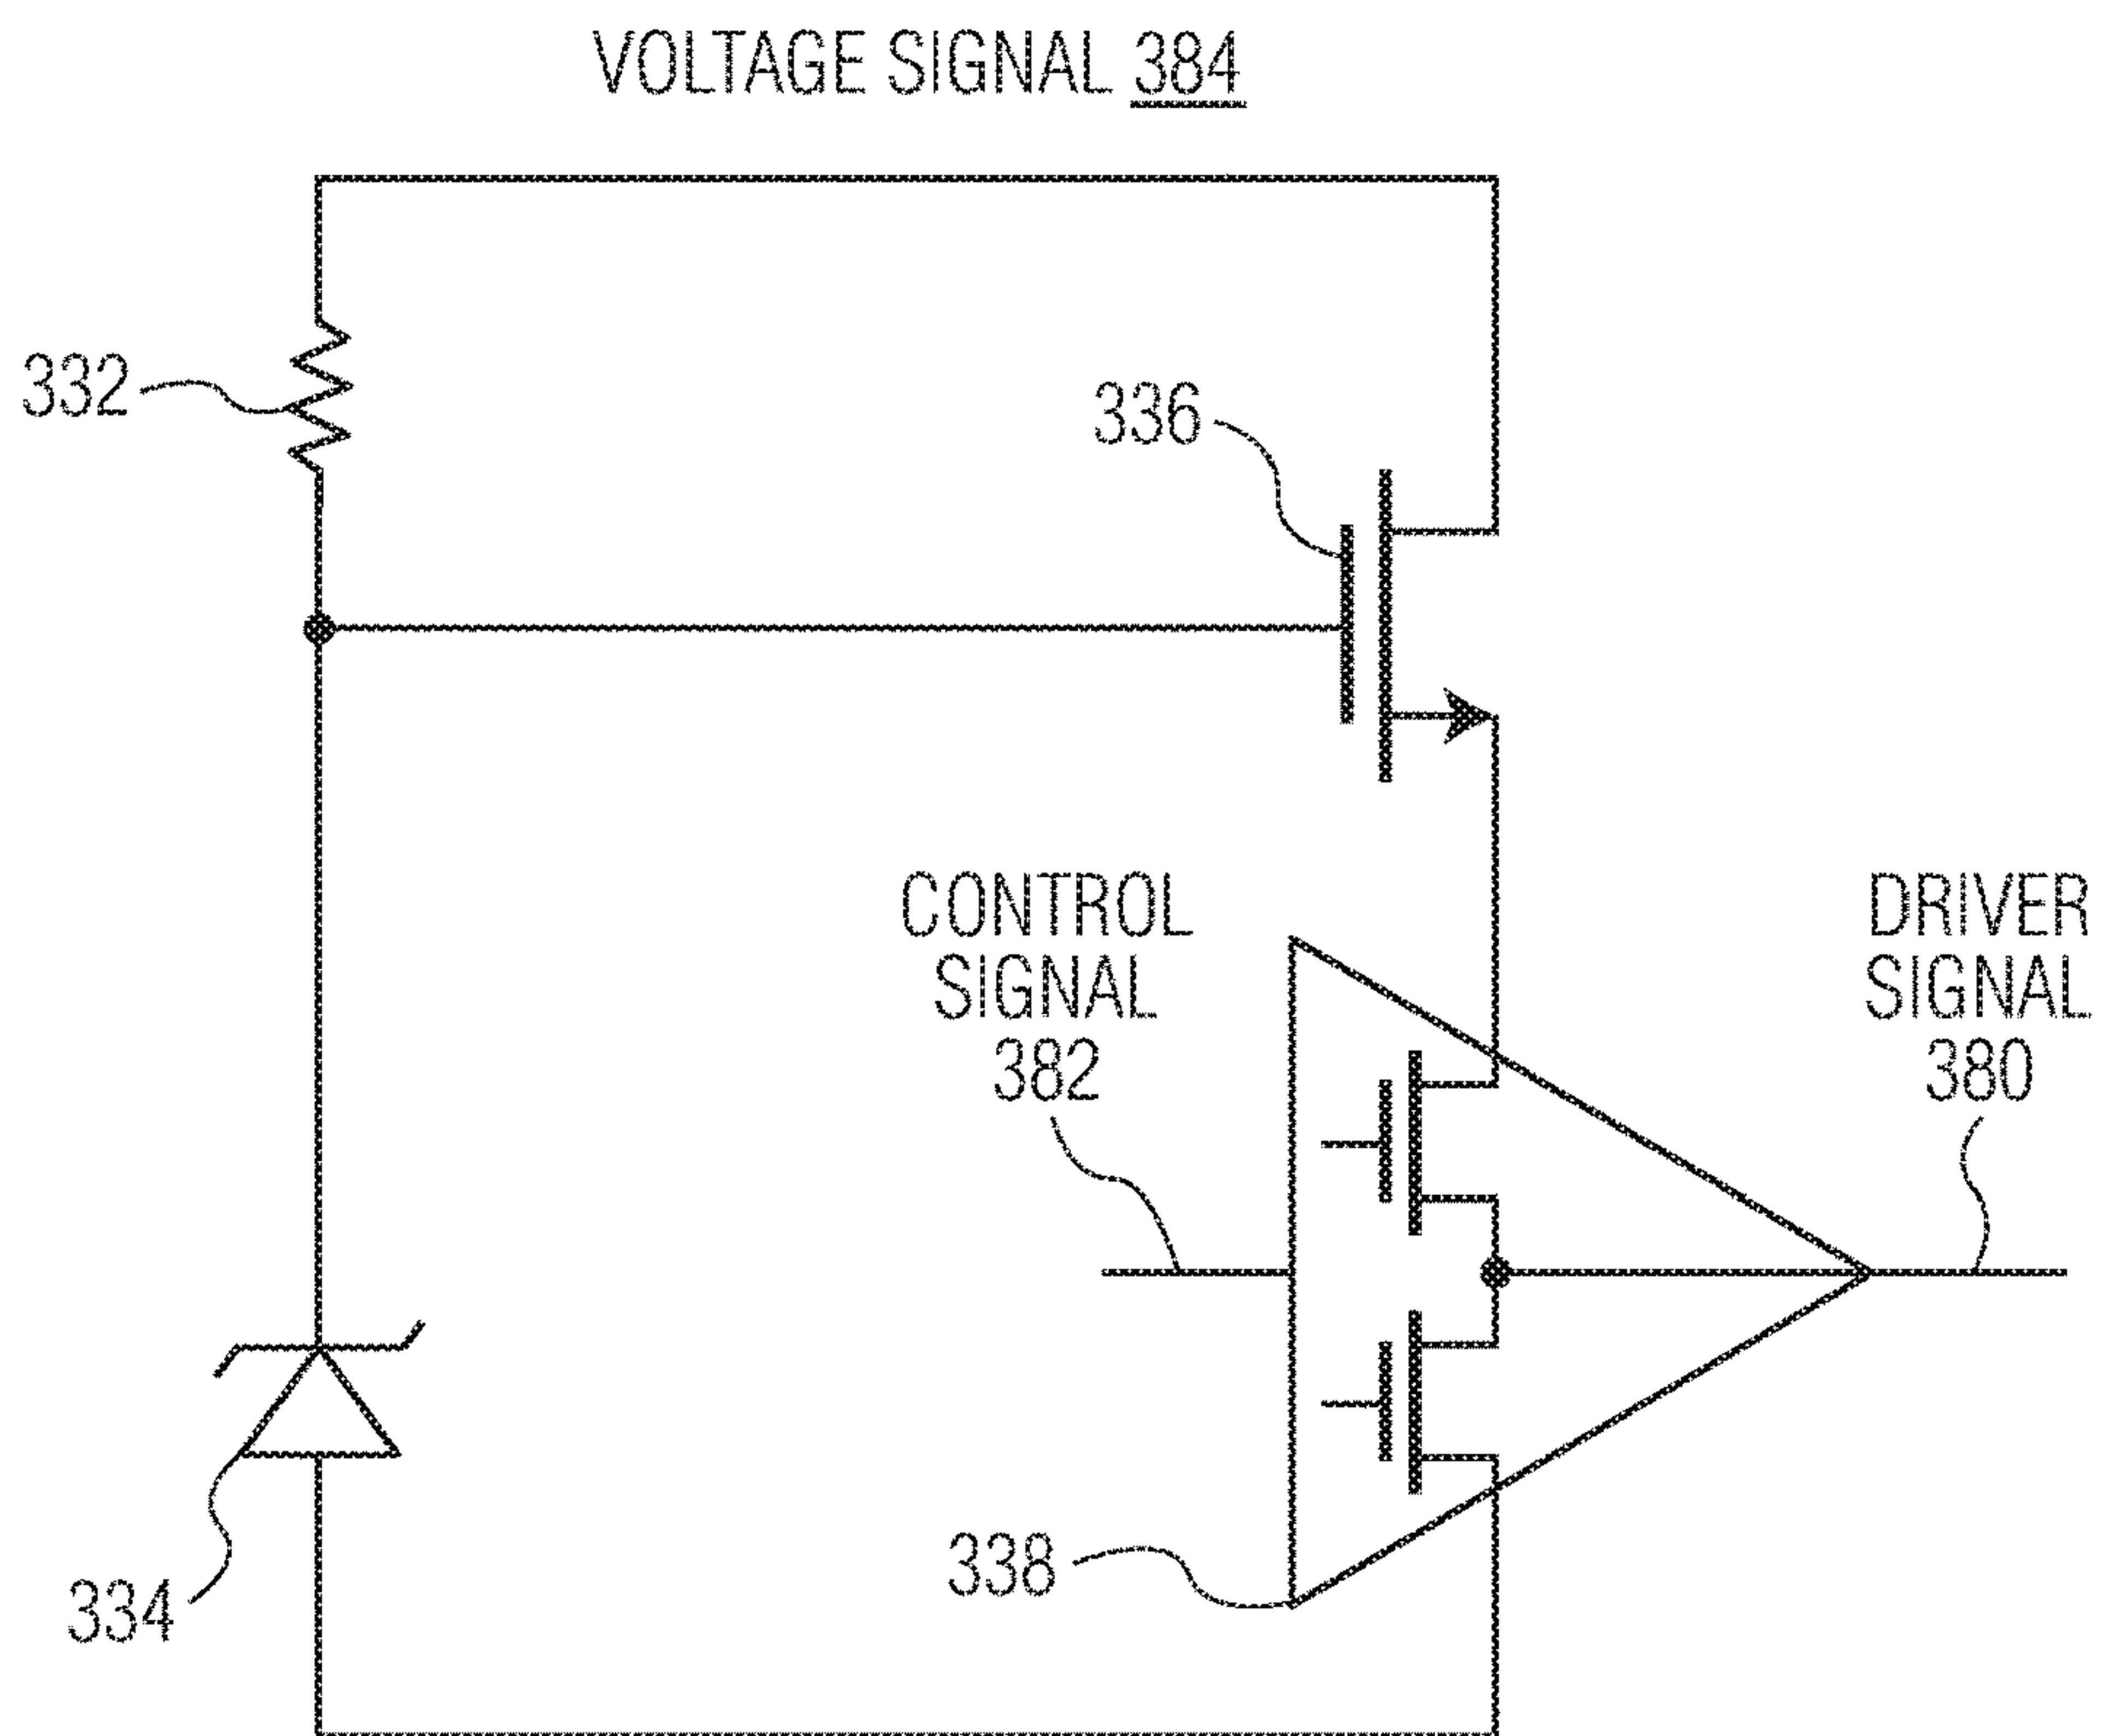 VOLTAGE SIGNAL 384
332
336
CONTROL
SIGNAL
382
DRIVER
SIGNAL
380
338
334